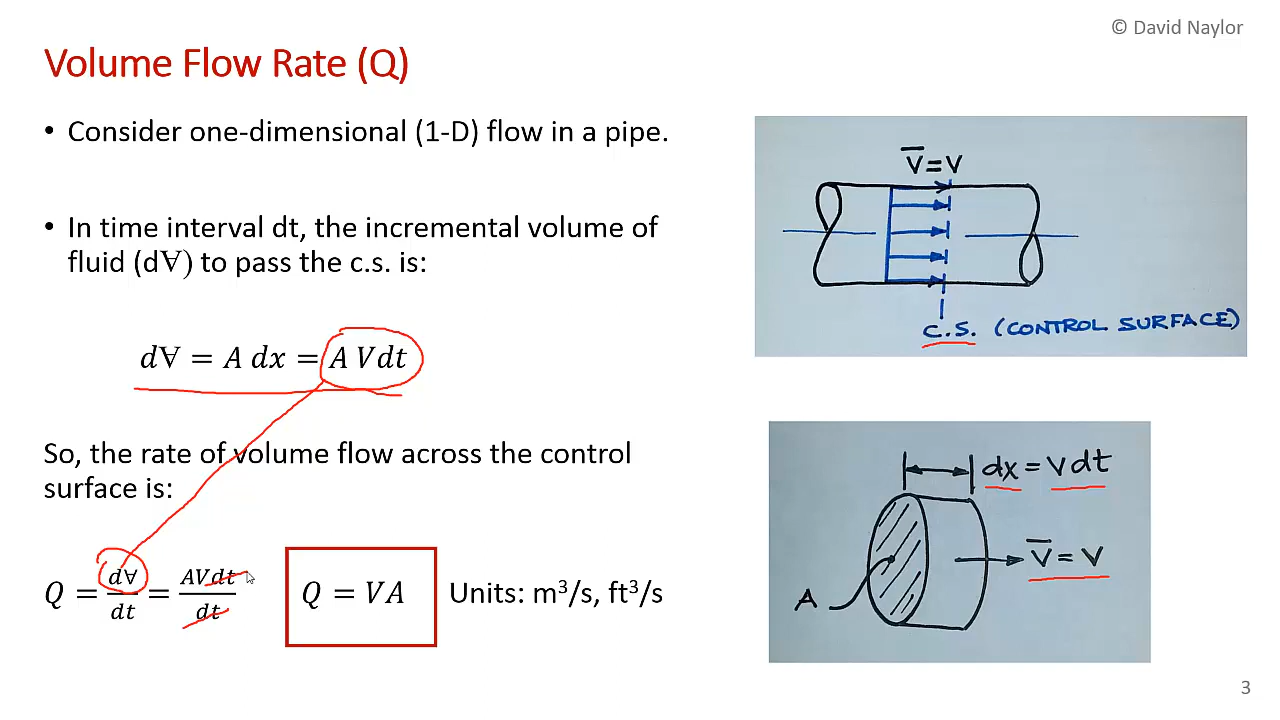 © David Naylor
Volume Flow Rate (Q)
• Consider one-dimensional (1-D) flow in a pipe.
• In time interval dt, the incremental volume of
fluid (d∀) to pass the c.s. is:
d∀ = A dx = A Vdt
So, the rate of volume flow across the control
surface is:
Q = d∀/dt = AVdt/dt
Q = VA
Units: m³/s, ft³/s
V̅ = V
C.S. (CONTROL SURFACE)
dx = Vdt
V̅ = V
A
3